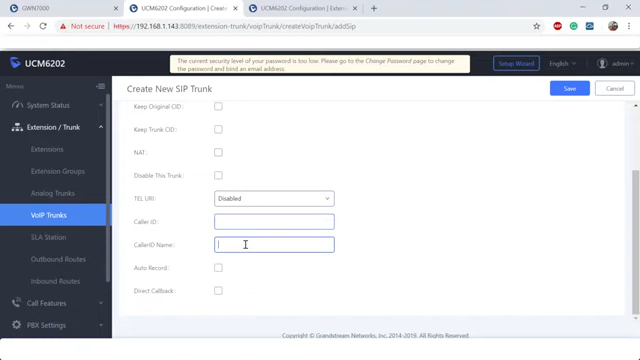 GWN7000
UCM6202 Configuration | Create
UCM6202 Configuration | Extens
Not secure
https://192.168.1.143:8089/extension-trunk/voipTrunk/createVoipTrunk/addSip
UCM6202
The current security level of your password is too low. Please go to the Change Password page to change
the password and bind an email address.
Setup Wizard
English
admin
Menus
System Status
Extension / Trunk
Extensions
Extension Groups
Analog Trunks
VoIP Trunks
SLA Station
Outbound Routes
Inbound Routes
Call Features
PBX Settings
Create New SIP Trunk
Save
Cancel
Keep Original CID:
Keep Trunk CID:
NAT:
Disable This Trunk:
TEL URI:
Disabled
Caller ID:
CallerID Name:
Auto Record:
Direct Callback:
Copyright © Grandstream Networks, Inc. 2014-2019. All Rights Reserved.